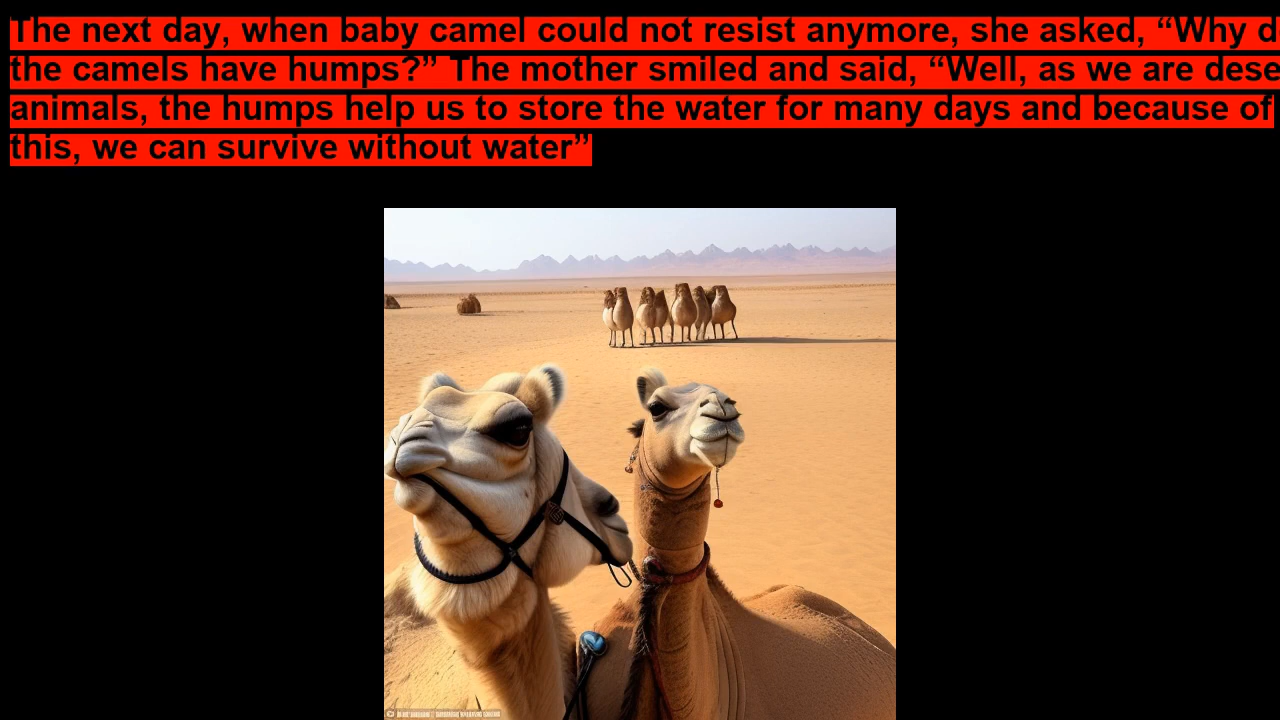 The next day, when baby camel could not resist anymore, she asked, “Why d
the camels have humps?” The mother smiled and said, “Well, as we are dese
animals, the humps help us to store the water for many days and because of
this, we can survive without water”